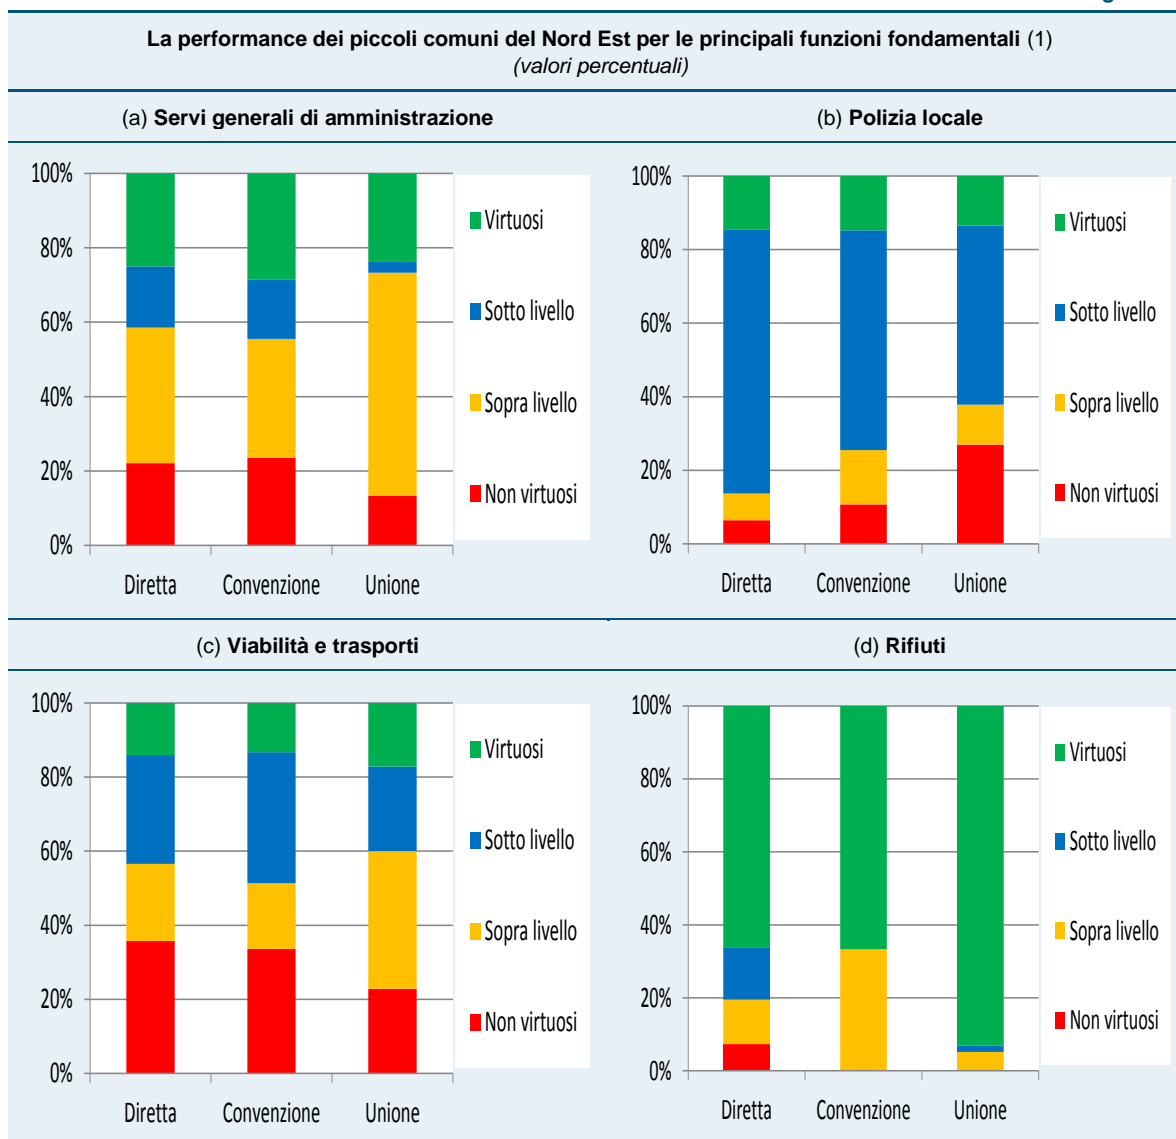 La performance dei piccoli comuni del Nord Est per le principali funzioni fondamentali (1)
(valori percentuali)
(a) Servi generali di amministrazione
100%
80%
60%
40%
20%
0%
Diretta
Convenzione
Unione
Virtuosi
Sotto livello
Sopra livello
Non virtuosi
(b) Polizia locale
100%
80%
60%
40%
20%
0%
Diretta
Convenzione
Unione
Virtuosi
Sotto livello
Sopra livello
Non virtuosi
(c) Viabilità e trasporti
100%
80%
60%
40%
20%
0%
Diretta
Convenzione
Unione
Virtuosi
Sotto livello
Sopra livello
Non virtuosi
(d) Rifiuti
100%
80%
60%
40%
20%
0%
Diretta
Convenzione
Unione
Virtuosi
Sotto livello
Sopra livello
Non virtuosi